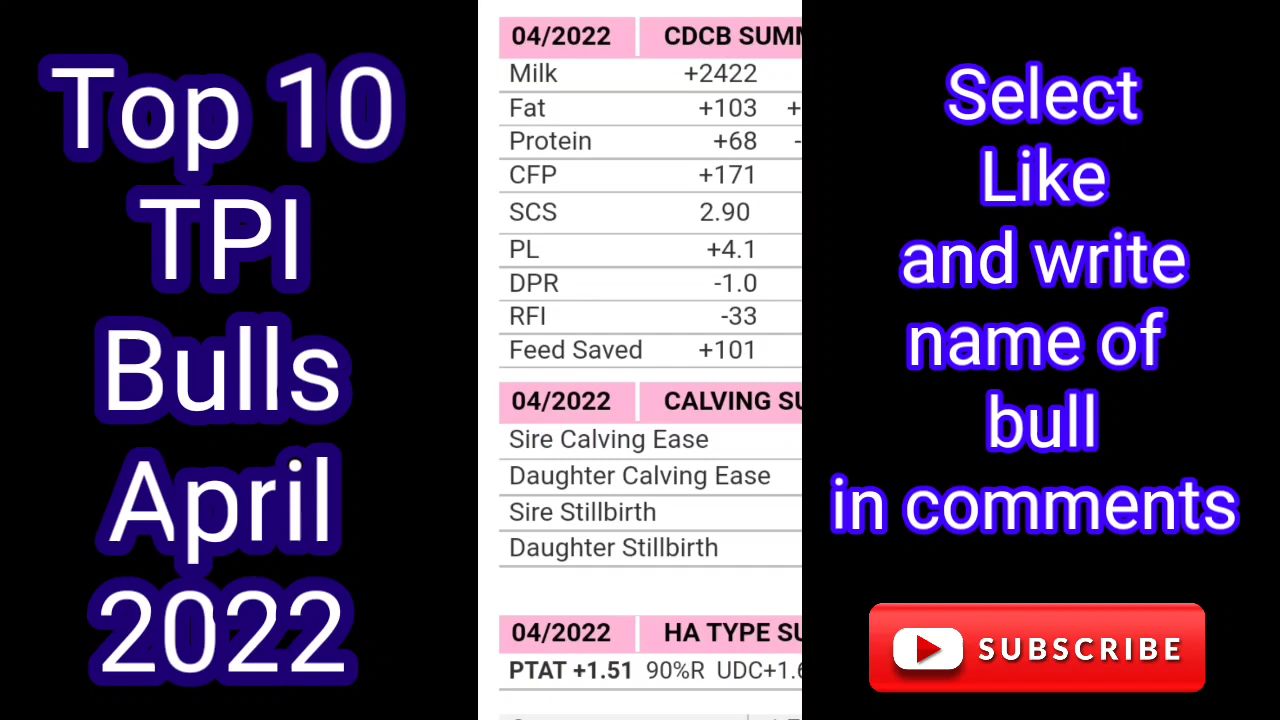 Top 10
TPI
Bulls
April
2022
04/2022 CDCB SUMM
Milk +2422
Fat +103 +
Protein +68 -
CFP +171
SCS 2.90
PL +4.1
DPR -1.0
RFI -33
Feed Saved +101
04/2022 CALVING SU
Sire Calving Ease
Daughter Calving Ease
Sire Stillbirth
Daughter Stillbirth
04/2022 HA TYPE SU
PTAT +1.51 90%R UDC+1.6
Select
Like
and write
name of
bull
in comments
SUBSCRIBE